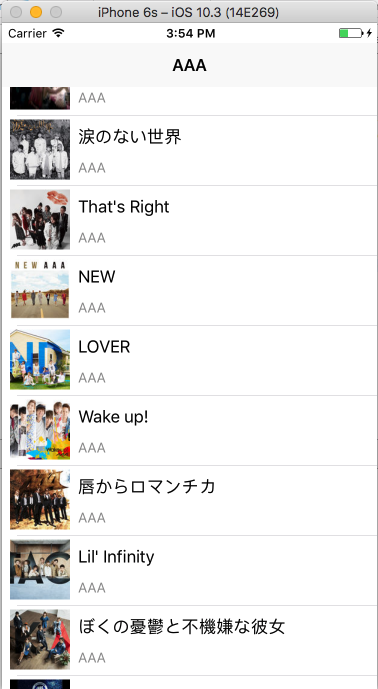 iPhone 6s – iOS 10.3 (14E269)
Carrier 3:54 PM
AAA
AAA
涙のない世界
AAA
That's Right
AAA
NEW AAA
NEW
AAA
LOVER
AAA
Wake up!
AAA
唇からロマンチカ
AAA
Lil' Infinity
AAA
ぼくの憂鬱と不機嫌な彼女
AAA